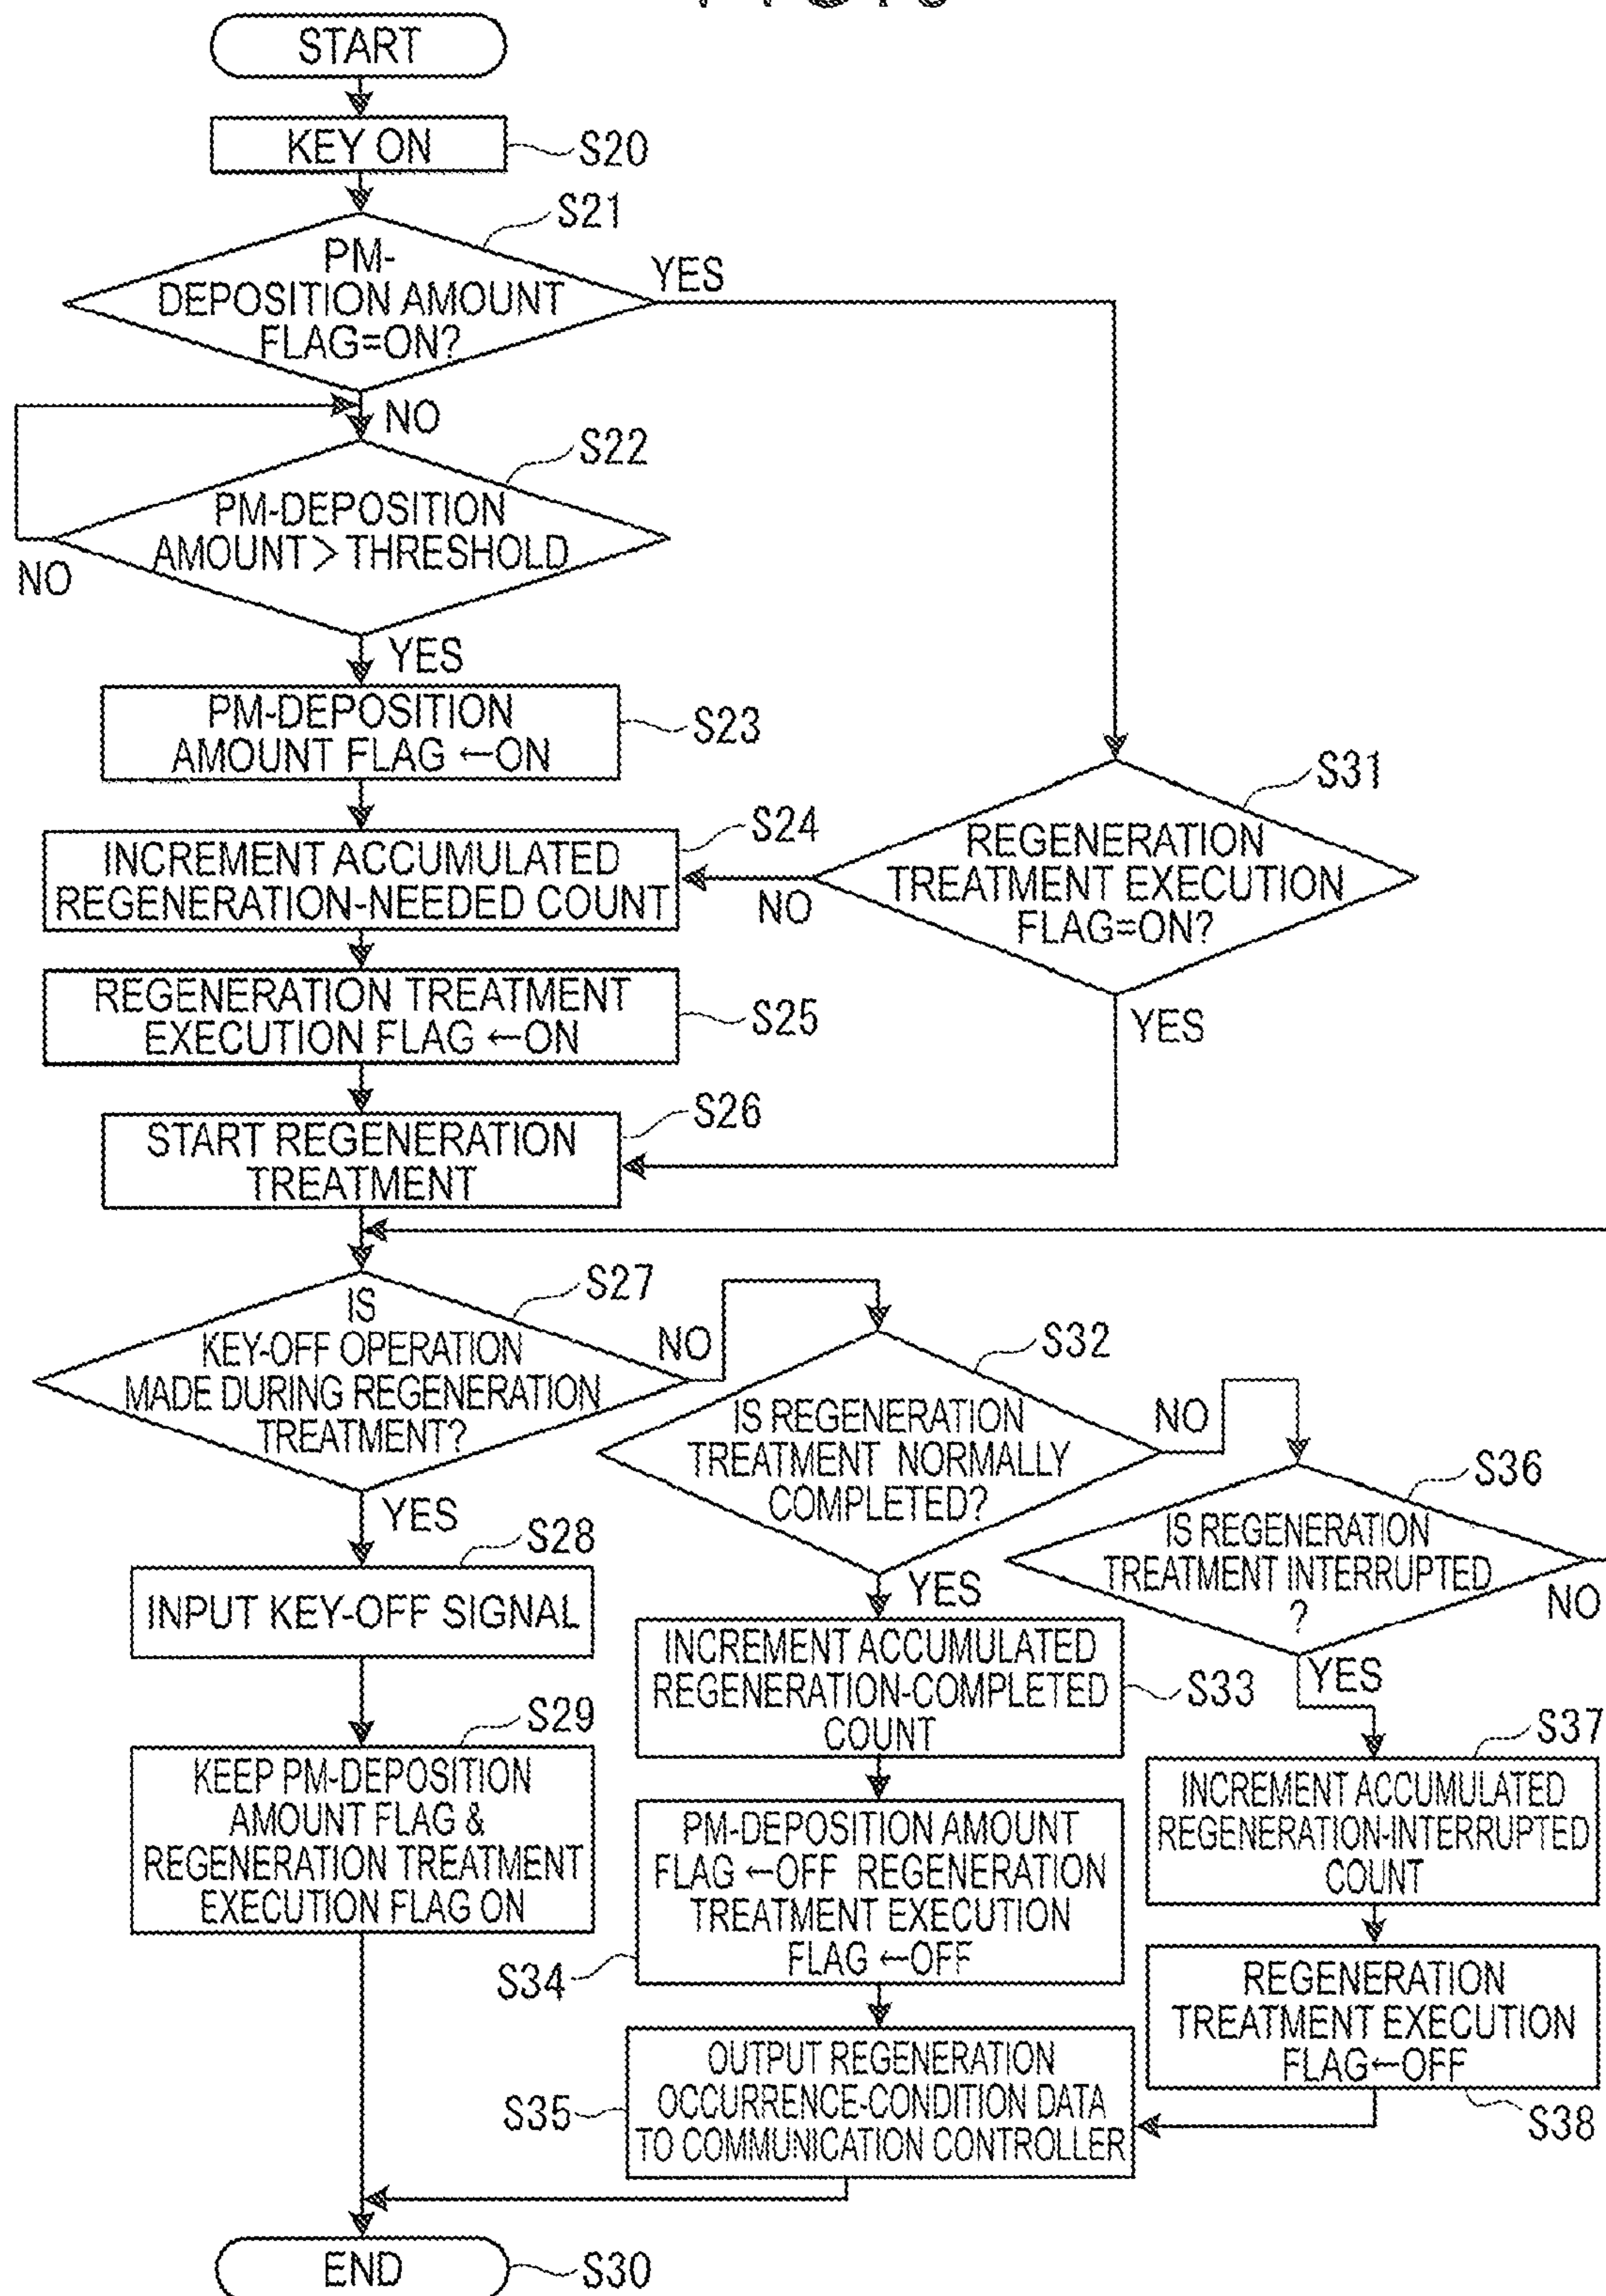 START
KEY ON
S20
S21
PM-
DEPOSITION AMOUNT
FLAG=ON?
YES
NO
S22
PM-DEPOSITION
AMOUNT > THRESHOLD
NO
YES
PM-DEPOSITION
AMOUNT FLAG ←ON
S23
S31
REGENERATION
TREATMENT EXECUTION
FLAG=ON?
NO
YES
S24
INCREMENT ACCUMULATED
REGENERATION-NEEDED COUNT
REGENERATION TREATMENT
EXECUTION FLAG ←ON
S25
S26
START REGENERATION
TREATMENT
S27
IS
KEY-OFF OPERATION
MADE DURING REGENERATION
TREATMENT?
NO
YES
S32
IS REGENERATION
TREATMENT NORMALLY
COMPLETED?
NO
YES
S36
IS REGENERATION
TREATMENT INTERRUPTED
?
NO
YES
S28
INPUT KEY-OFF SIGNAL
S29
KEEP PM-DEPOSITION
AMOUNT FLAG &
REGENERATION TREATMENT
EXECUTION FLAG ON
INCREMENT ACCUMULATED
REGENERATION-COMPLETED
COUNT
S33
PM-DEPOSITION AMOUNT
FLAG ←OFF REGENERATION
TREATMENT EXECUTION
FLAG ←OFF
S34
S37
INCREMENT ACCUMULATED
REGENERATION-INTERRUPTED
COUNT
REGENERATION
TREATMENT EXECUTION
FLAG←OFF
S38
OUTPUT REGENERATION
OCCURRENCE-CONDITION DATA
TO COMMUNICATION CONTROLLER
S35
END
S30